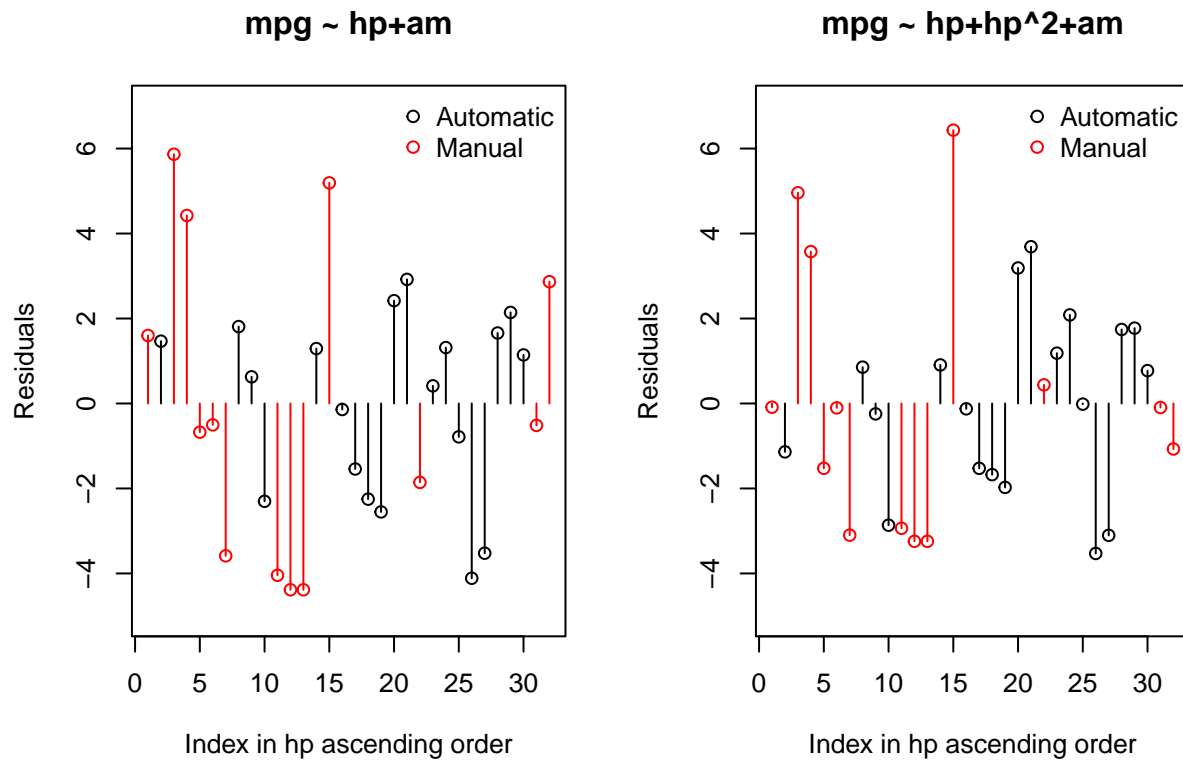 mpg ~ hp+am
Automatic
Manual
Residuals
6
4
2
0
−2
−4
0 5 10 15 20 25 30
Index in hp ascending order
mpg ~ hp+hp^2+am
Automatic
Manual
Residuals
6
4
2
0
−2
−4
0 5 10 15 20 25 30
Index in hp ascending order